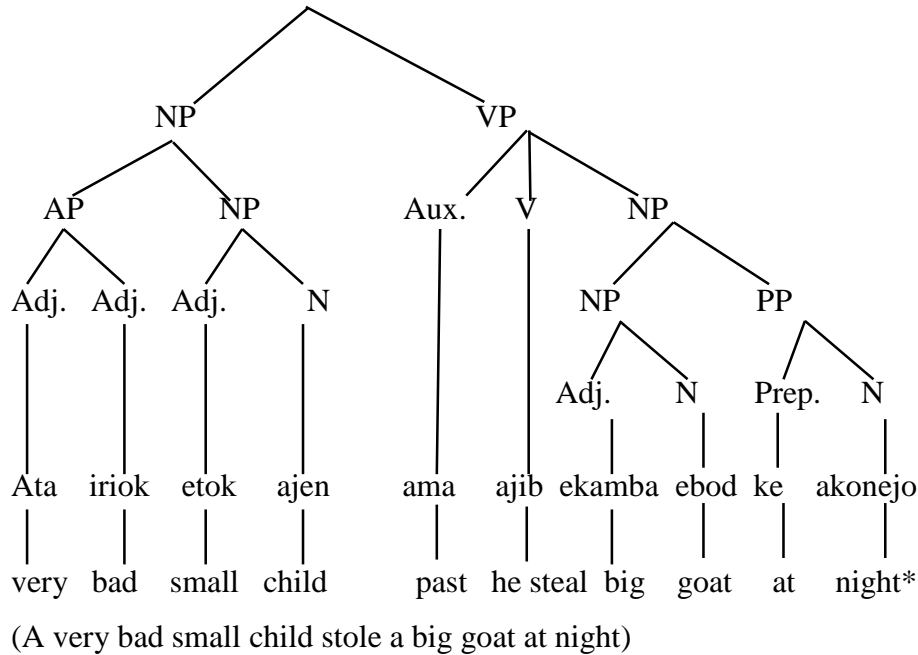 NP VP
AP NP Aux. V NP
Adj. Adj. Adj. N NP PP
Adj. N Prep. N
Ata iriok etok ajen ama ajib ekamba ebod ke akonejo
very bad small child past he steal big goat at night*
(A very bad small child stole a big goat at night)